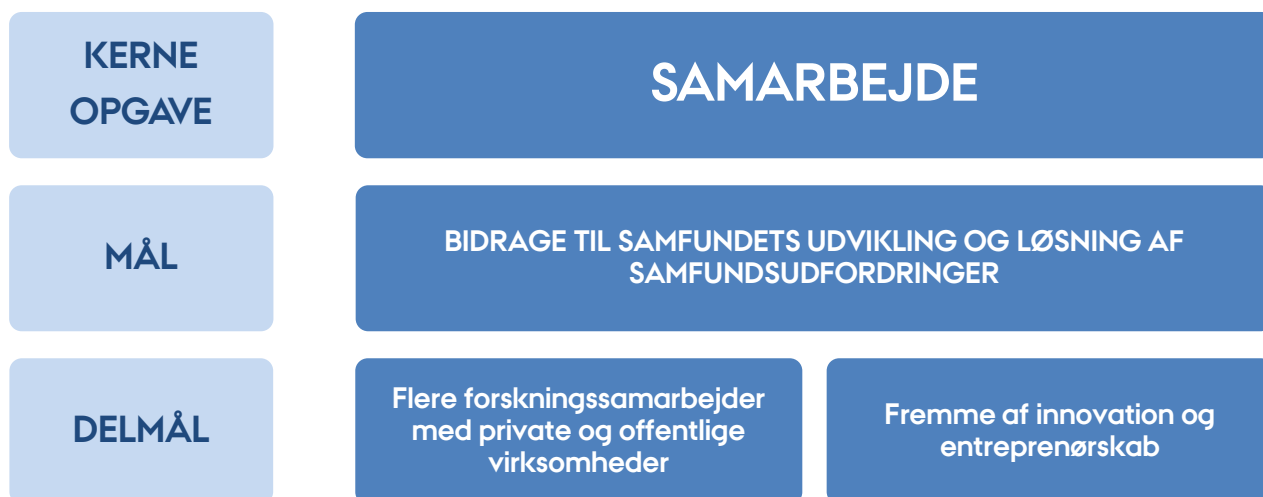 KERNE
OPGAVE
SAMARBEJDE
MÅL
BIDRAGE TIL SAMFUNDETS UDVIKLING OG LØSNING AF
SAMFUNDSUDFORDRINGER
DELMÅL
Flere forskningssamarbejder
med private og offentlige
virksomheder
Fremme af innovation og
entreprenørskab